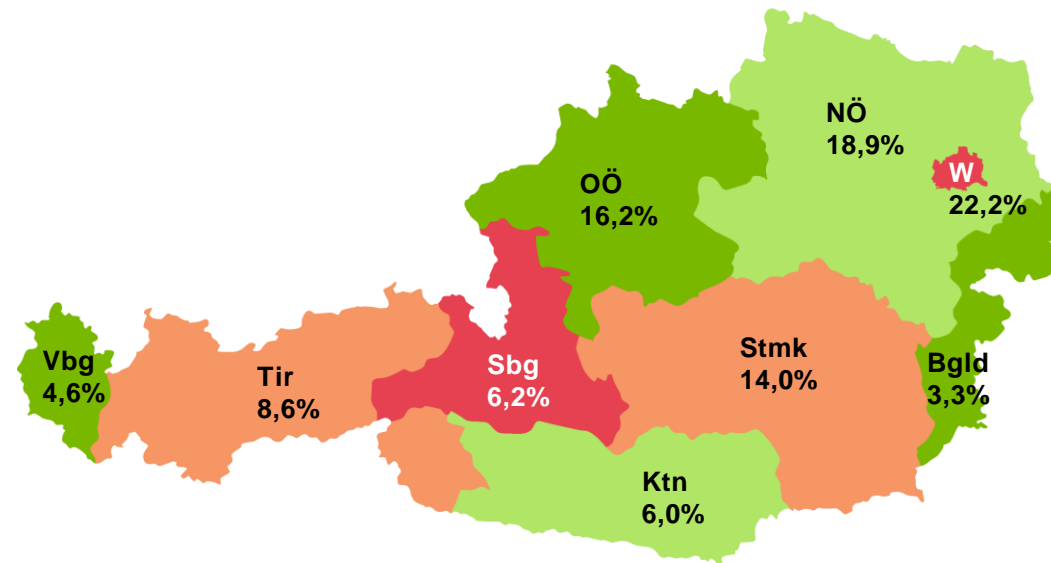 NÖ
18,9%
W
22,2%
OÖ
16,2%
Vbg
4,6%
Tir
8,6%
Sbg
6,2%
Stmk
14,0%
Bgld
3,3%
Ktn
6,0%